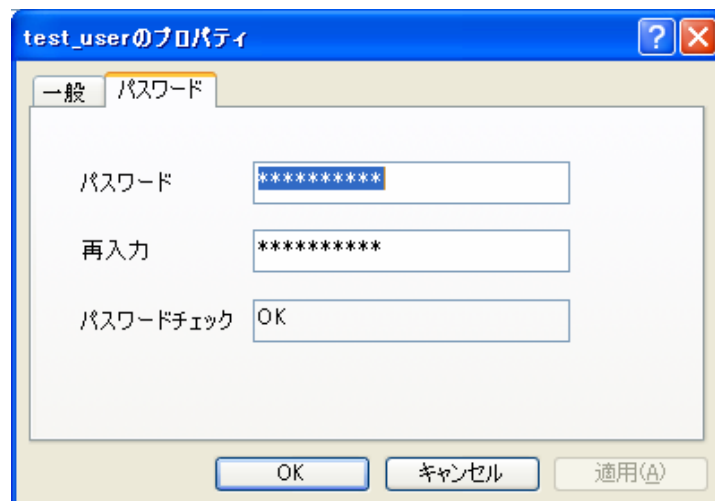 test_userのプロパティ
一般 パスワード
パスワード **********
再入力 **********
パスワードチェック OK
OK キャンセル 適用(A)